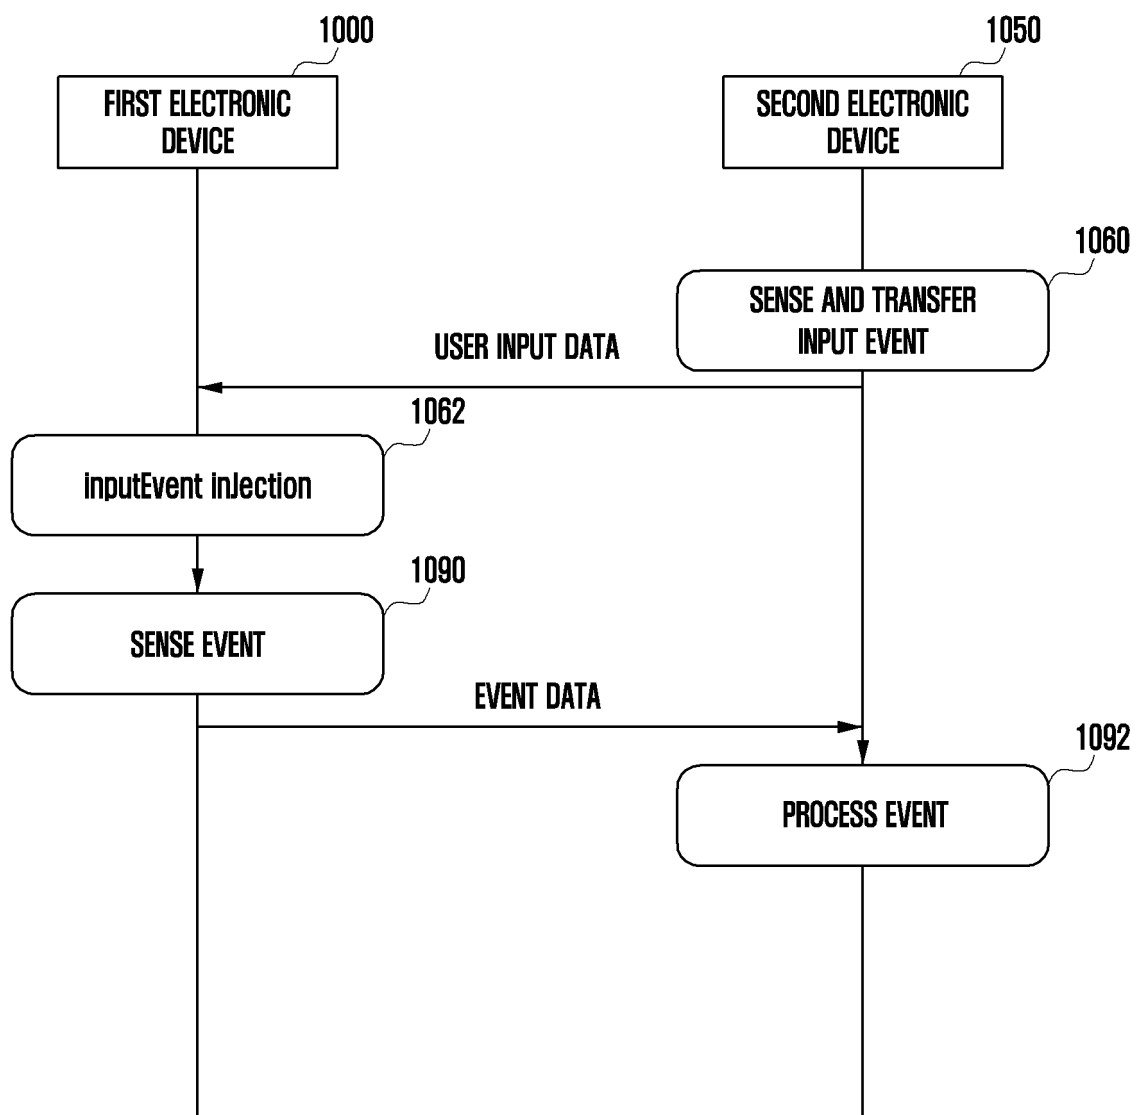 1000
1050
FIRST ELECTRONIC
DEVICE
SECOND ELECTRONIC
DEVICE
1060
SENSE AND TRANSFER
INPUT EVENT
USER INPUT DATA
1062
inputEvent inJection
1090
SENSE EVENT
EVENT DATA
1092
PROCESS EVENT